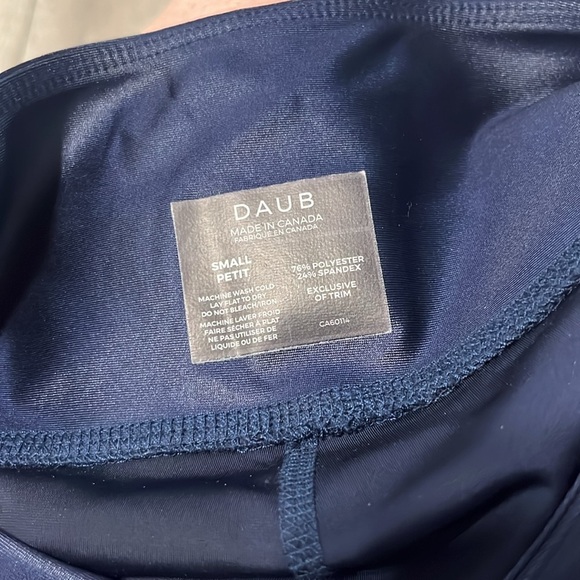 DAUB
MADE IN CANADA
FABRIQUÉ EN CANADA
SMALL
PETIT
MACHINE WASH COLD
LAY FLAT TO DRY
DO NOT BLEACH/IRON
MACHINE LAVER FROID
FAIRE SÉCHER À PLAT
NE PAS UTILISER DE
LIQUIDE OU DE FER
76% POLYESTER
24% SPANDEX
EXCLUSIVE
OF TRIM
CA60114